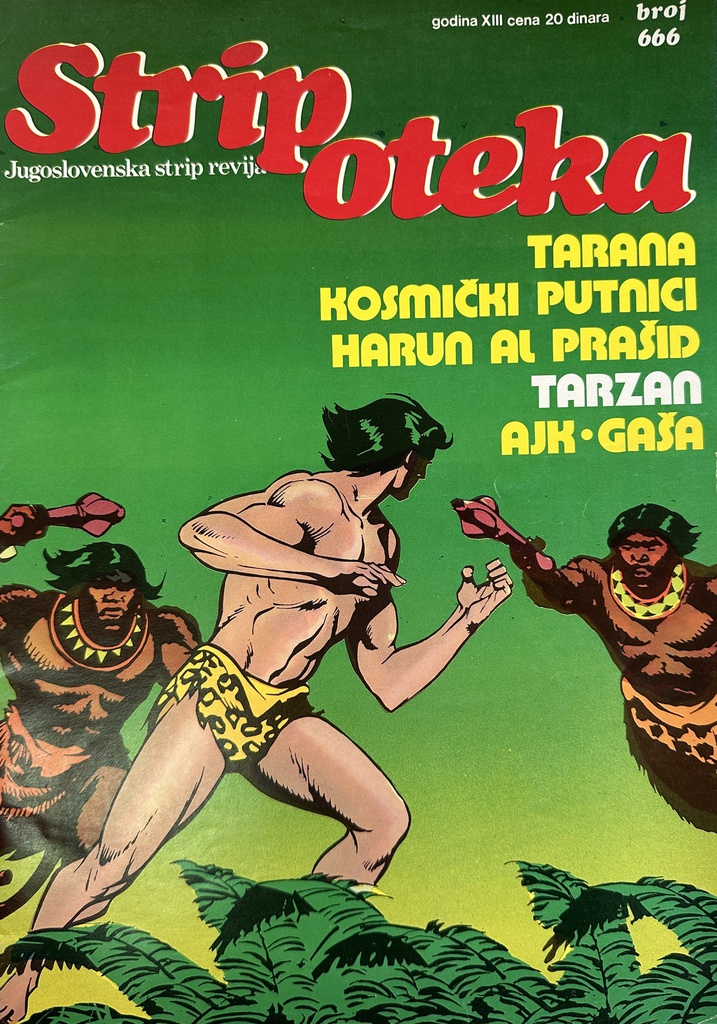 godina XIII cena 20 dinara
broj
666
Strip
oteka
Jugoslovenska strip revija
TARANA
KOSMIČKI PUTNICI
HARUN AL PRAŠID
TARZAN
AJK • GAŠA